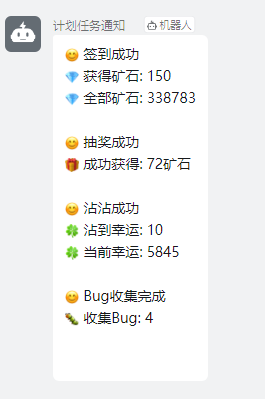 计划任务通知 机器人
😊 签到成功
💎 获得矿石: 150
💎 全部矿石: 338783
😊 抽奖成功
🎁 成功获得: 72矿石
😊 沾沾成功
🍀 沾到幸运: 10
🍀 当前幸运: 5845
😊 Bug收集完成
🐛 收集Bug: 4